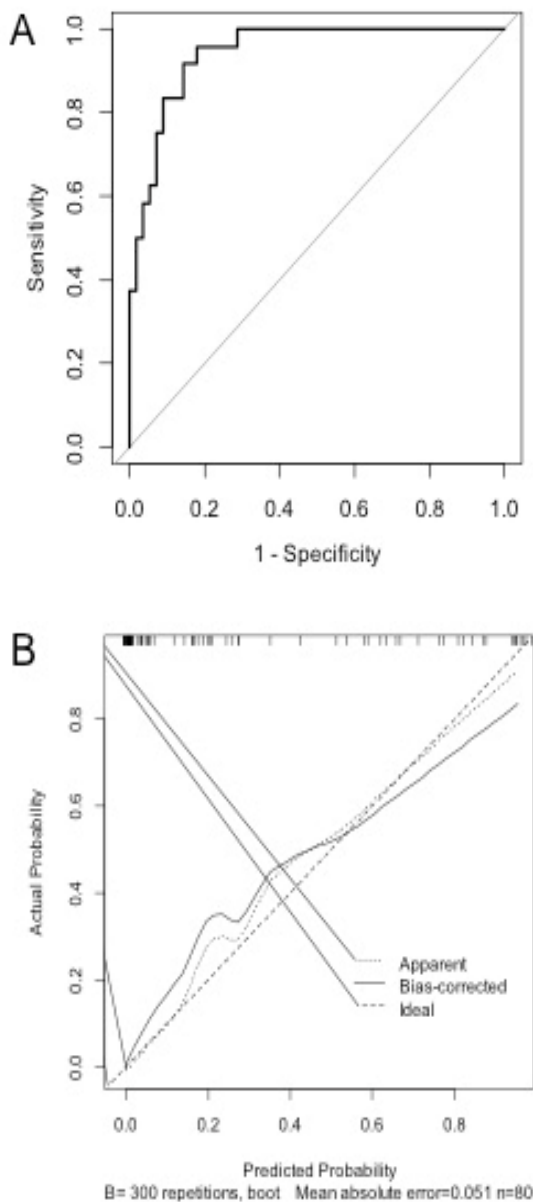 A
1.0
0.8
0.6
0.4
0.2
0.0
Sensitivity
0.0 0.2 0.4 0.6 0.8 1.0
1 - Specificity
B
0.8
0.6
0.4
0.2
0.0
Actual Probability
Apparent
Bias-corrected
Ideal
0.0 0.2 0.4 0.6 0.8
Predicted Probability
B= 300 repetitions, boot Mean absolute error=0.051 n=80